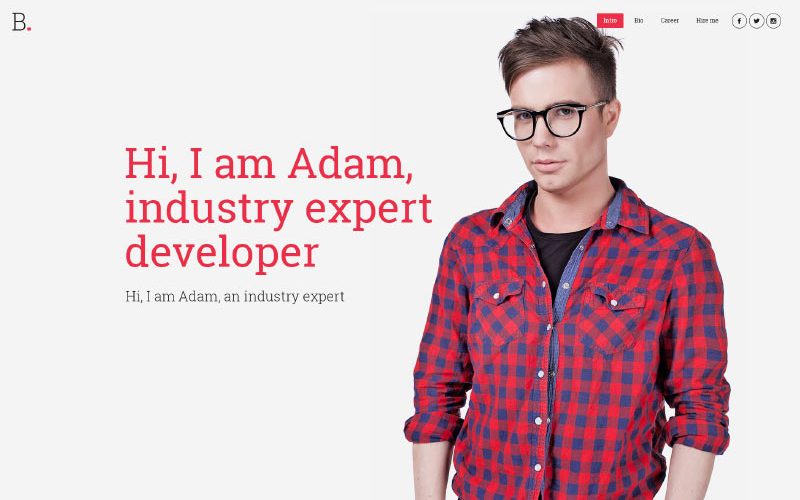 B.
Intro Bio Career Hire me
Hi, I am Adam,
industry expert
developer
Hi, I am Adam, an industry expert